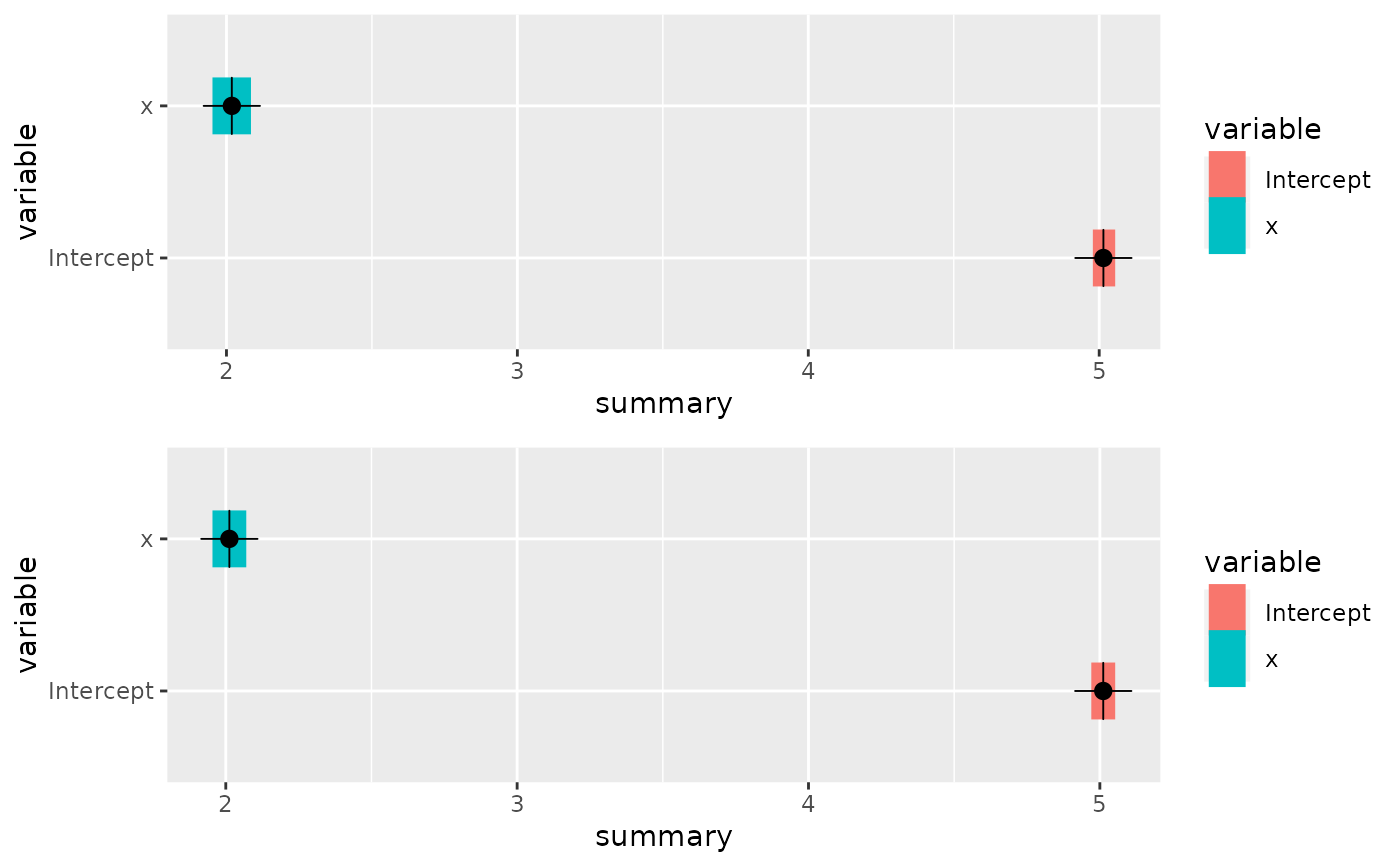 variable
x
Intercept
2 3 4 5
summary
variable
Intercept
x
variable
x
Intercept
2 3 4 5
summary
variable
Intercept
x